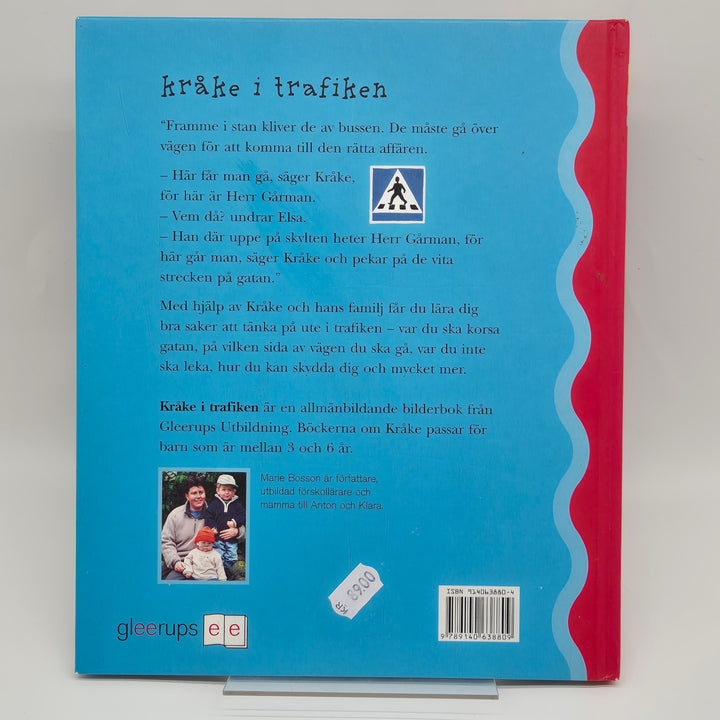 kråke i trafiken
“Framme i stan kliver de av bussen. De måste gå över
vägen för att komma till den rätta affären.
– Här får man gå, säger Kråke,
för här är Herr Gårman.
– Vem då? undrar Elsa.
– Han där uppe på skylten heter Herr Gårman, för
här går man, säger Kråke och pekar på de vita
strecken på gatan.”
Med hjälp av Kråke och hans familj får du lära dig
bra saker att tänka på ute i trafiken – var du ska korsa
gatan, på vilken sida av vägen du ska gå, var du inte
ska leka, hur du kan skydda dig och mycket mer.
Kråke i trafiken är en allmänbildande bilderbok från
Gleerups Utbildning. Böckerna om Kråke passar för
barn som är mellan 3 och 6 år.
Marie Bosson är författare,
utbildad förskollärare och
mamma till Anton och Klara.
KR 89.00
ISBN 914063880-4
9 789140 638809
gleerups ee